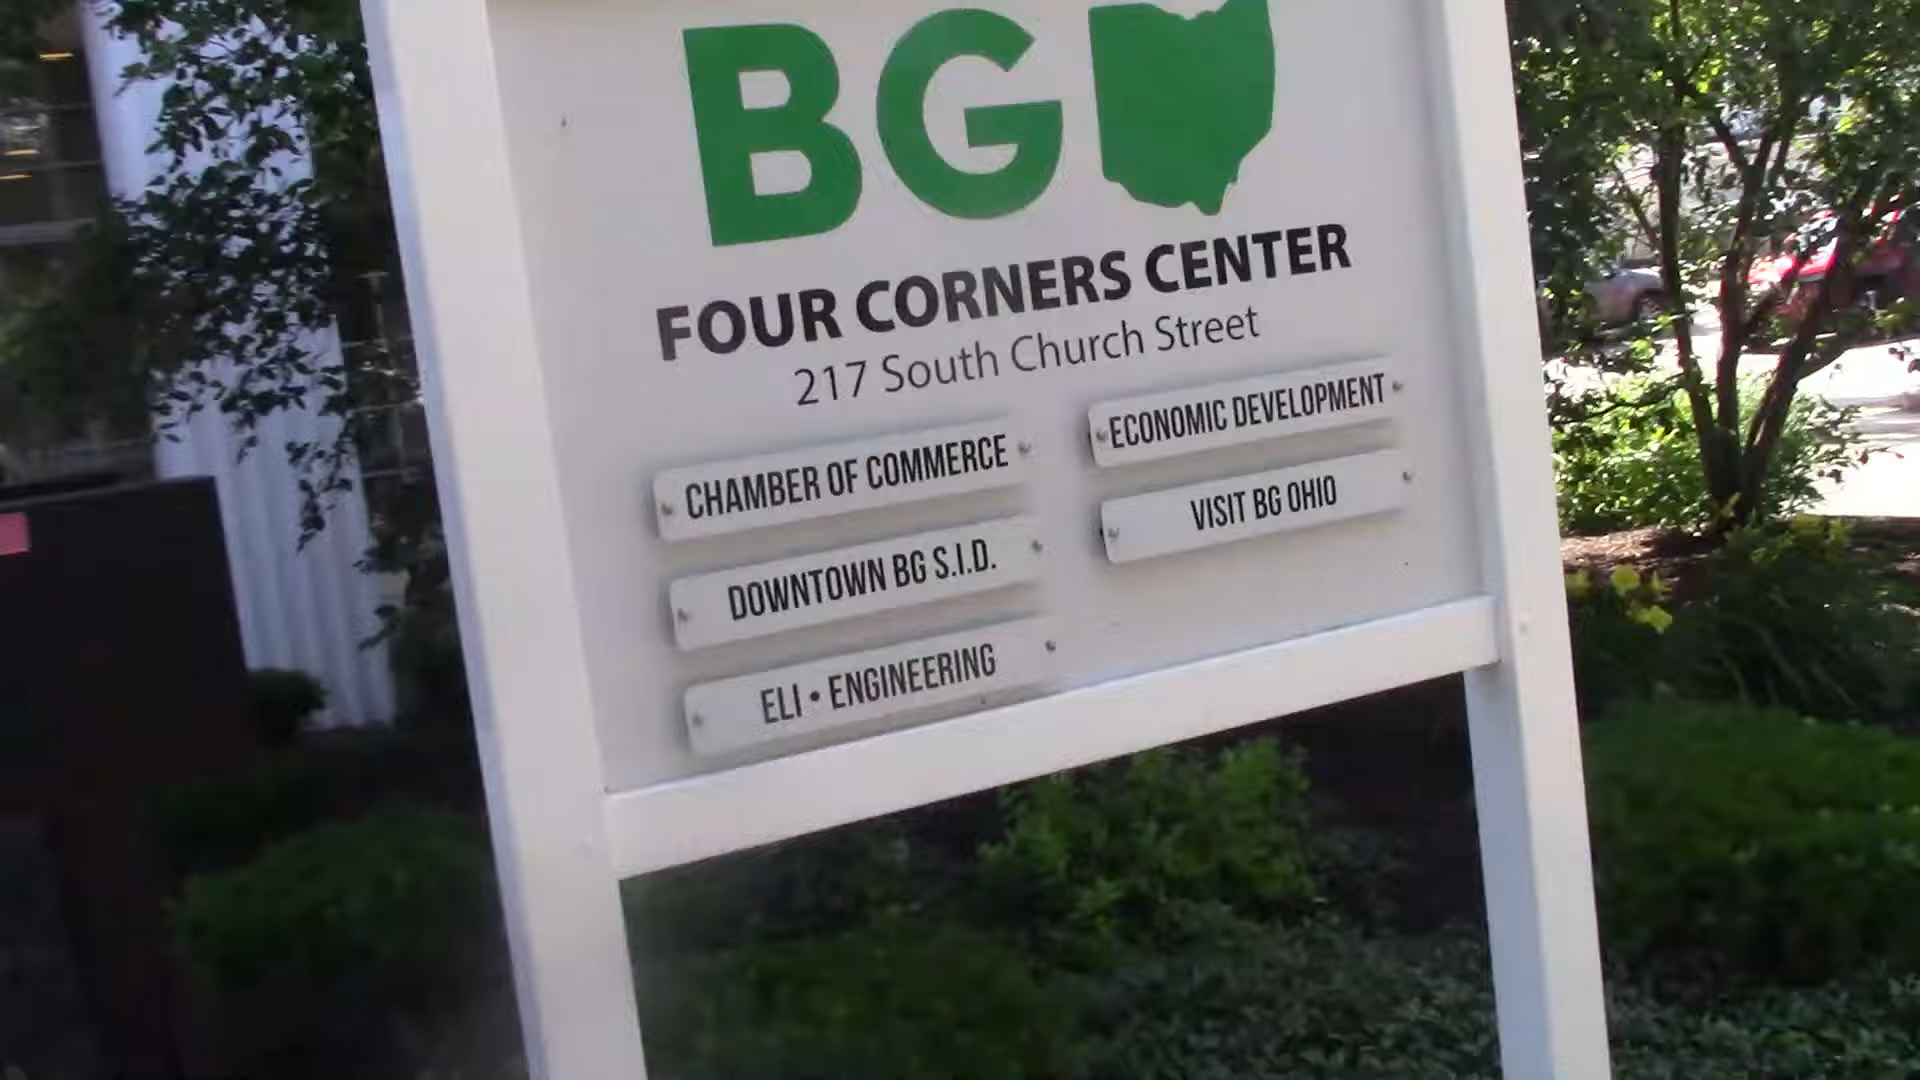 BG
FOUR CORNERS CENTER
217 South Church Street
CHAMBER OF COMMERCE
DOWNTOWN BG S.I.D.
ELI • ENGINEERING
ECONOMIC DEVELOPMENT
VISIT BG OHIO